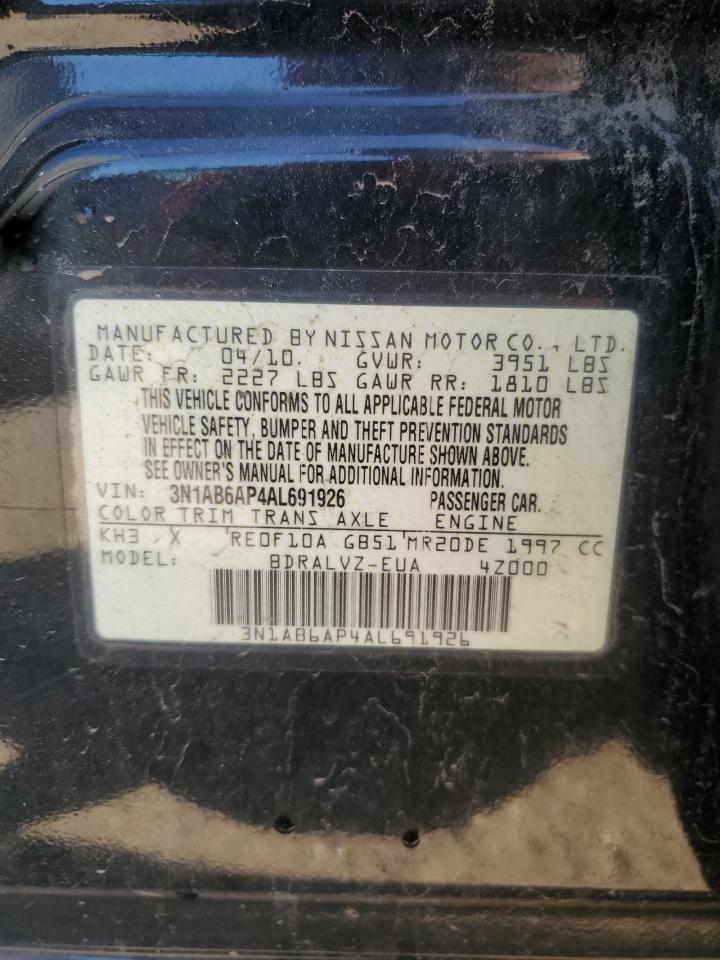 MANUFACTURED BY NISSAN MOTOR CO., LTD.
DATE: 04/10. GVWR: 3951 LBS
GAWR FR: 2227 LBS GAWR RR: 1810 LBS
THIS VEHICLE CONFORMS TO ALL APPLICABLE FEDERAL MOTOR
VEHICLE SAFETY, BUMPER AND THEFT PREVENTION STANDARDS
IN EFFECT ON THE DATE OF MANUFACTURE SHOWN ABOVE.
SEE OWNER'S MANUAL FOR ADDITIONAL INFORMATION.
VIN: 3N1AB6AP4AL691926 PASSENGER CAR.
COLOR TRIM TRANS AXLE ENGINE
KH3 X RE0F10A GB51 MR20DE 1997 CC
MODEL: BDRALVZ-EUA 4Z000
3N1AB6AP4AL691926